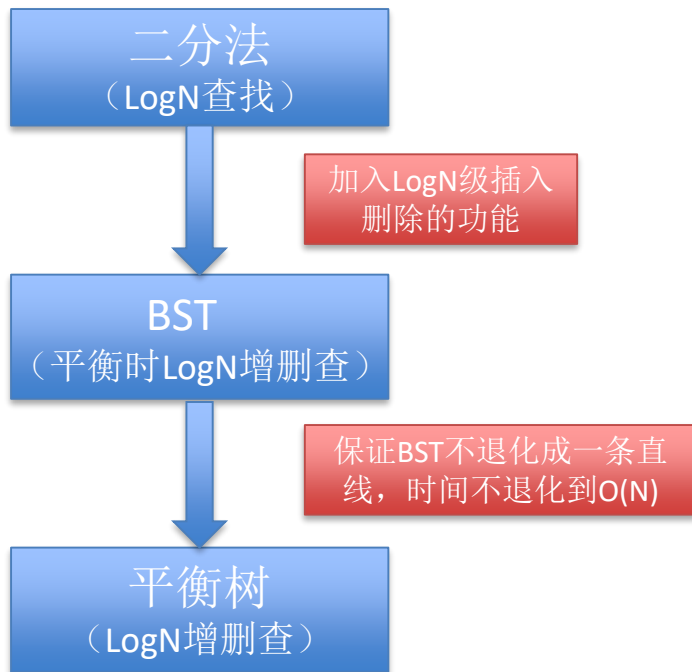 二分法
（LogN查找）
加入LogN级插入
删除的功能
BST
（平衡时LogN增删查）
保证BST不退化成一条直
线，时间不退化到O(N)
平衡树
（LogN增删查）